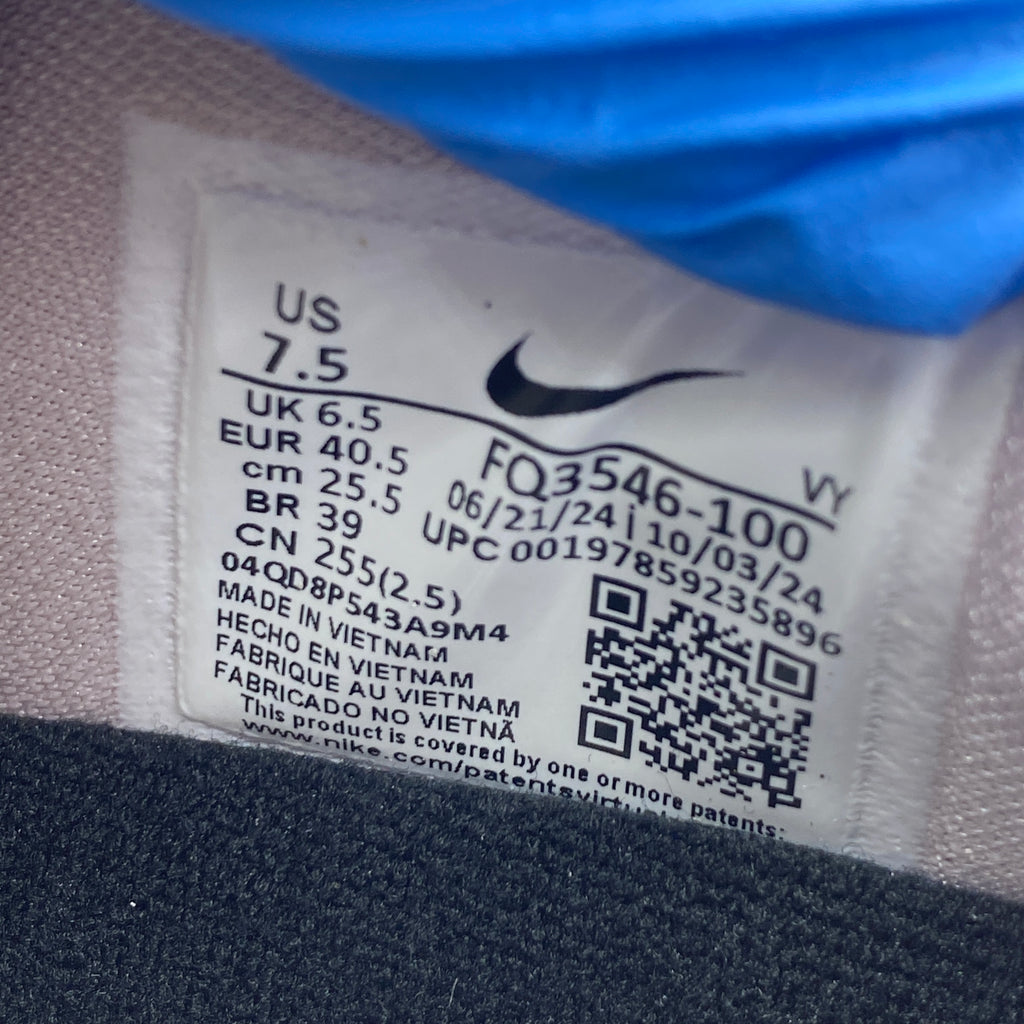 US
7.5
UK 6.5
EUR 40.5
cm 25.5
BR 39
CN 255(2.5)
04QD8P543A9M4
MADE IN VIETNAM
HECHO EN VIETNAM
FABRIQUE AU VIETNAM
FABRICADO NO VIETNÃ
This product is covered by one or more patents:
www.nike.com/patentsvirtual
VY
FQ3546-100
06/21/24 i 10/03/24
UPC 00197859235896